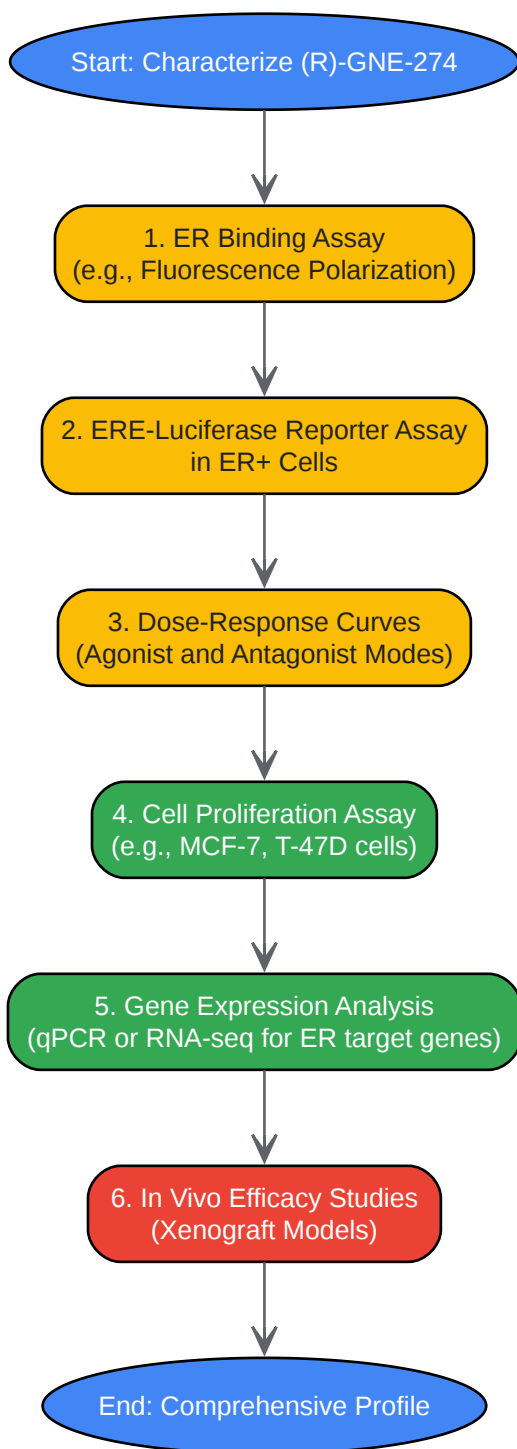 Start: Characterize (R)-GNE-274
1. ER Binding Assay
(e.g., Fluorescence Polarization)
2. ERE-Luciferase Reporter Assay
in ER+ Cells
3. Dose-Response Curves
(Agonist and Antagonist Modes)
4. Cell Proliferation Assay
(e.g., MCF-7, T-47D cells)
5. Gene Expression Analysis
(qPCR or RNA-seq for ER target genes)
6. In Vivo Efficacy Studies
(Xenograft Models)
End: Comprehensive Profile